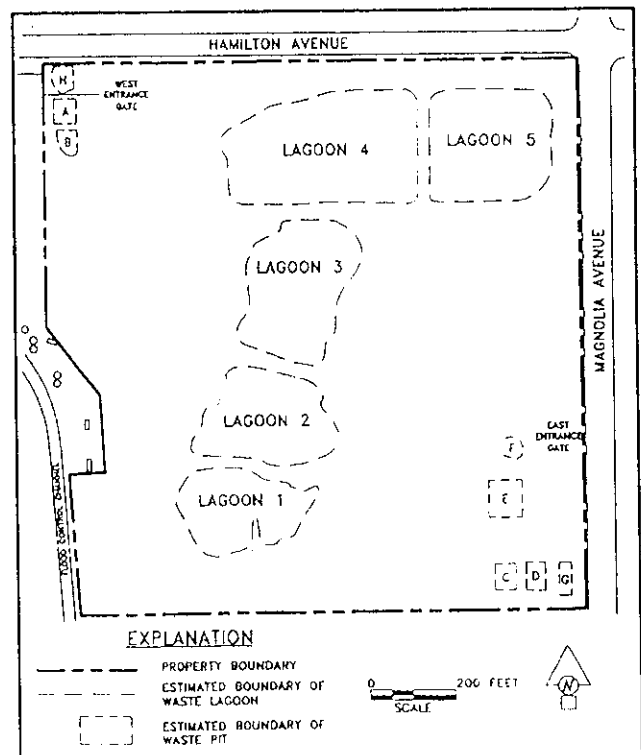 HAMILTON AVENUE
H
WEST
ENTRANCE
GATE
A
B
LAGOON 4
LAGOON 5
LAGOON 3
MAGNOLIA AVENUE
LAGOON 2
EAST
ENTRANCE
GATE
F
LAGOON 1
E
FLOOD CONTROL CHANNEL
C
D
G
EXPLANATION
PROPERTY BOUNDARY
ESTIMATED BOUNDARY OF
WASTE LAGOON
ESTIMATED BOUNDARY OF
WASTE PIT
0 200 FEET
SCALE
N